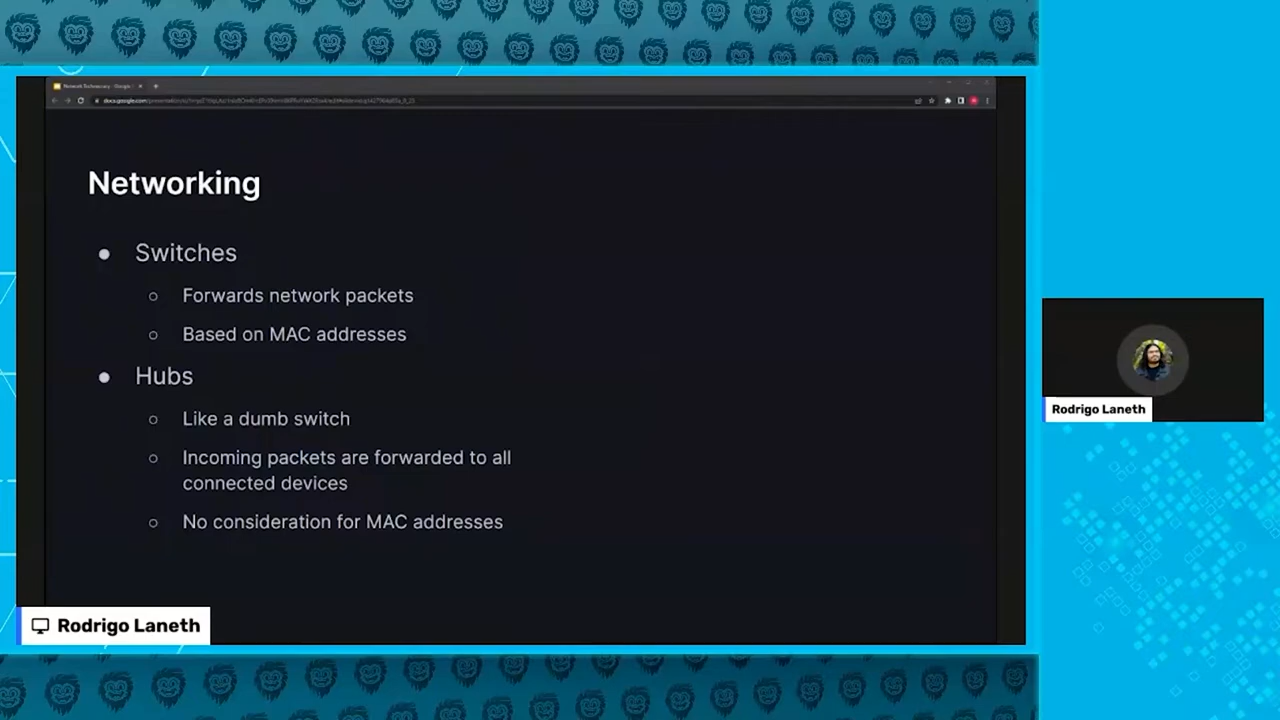 Networking
Switches
Forwards network packets
Based on MAC addresses
Hubs
Like a dumb switch
Incoming packets are forwarded to all
connected devices
No consideration for MAC addresses
Rodrigo Laneth
Rodrigo Laneth